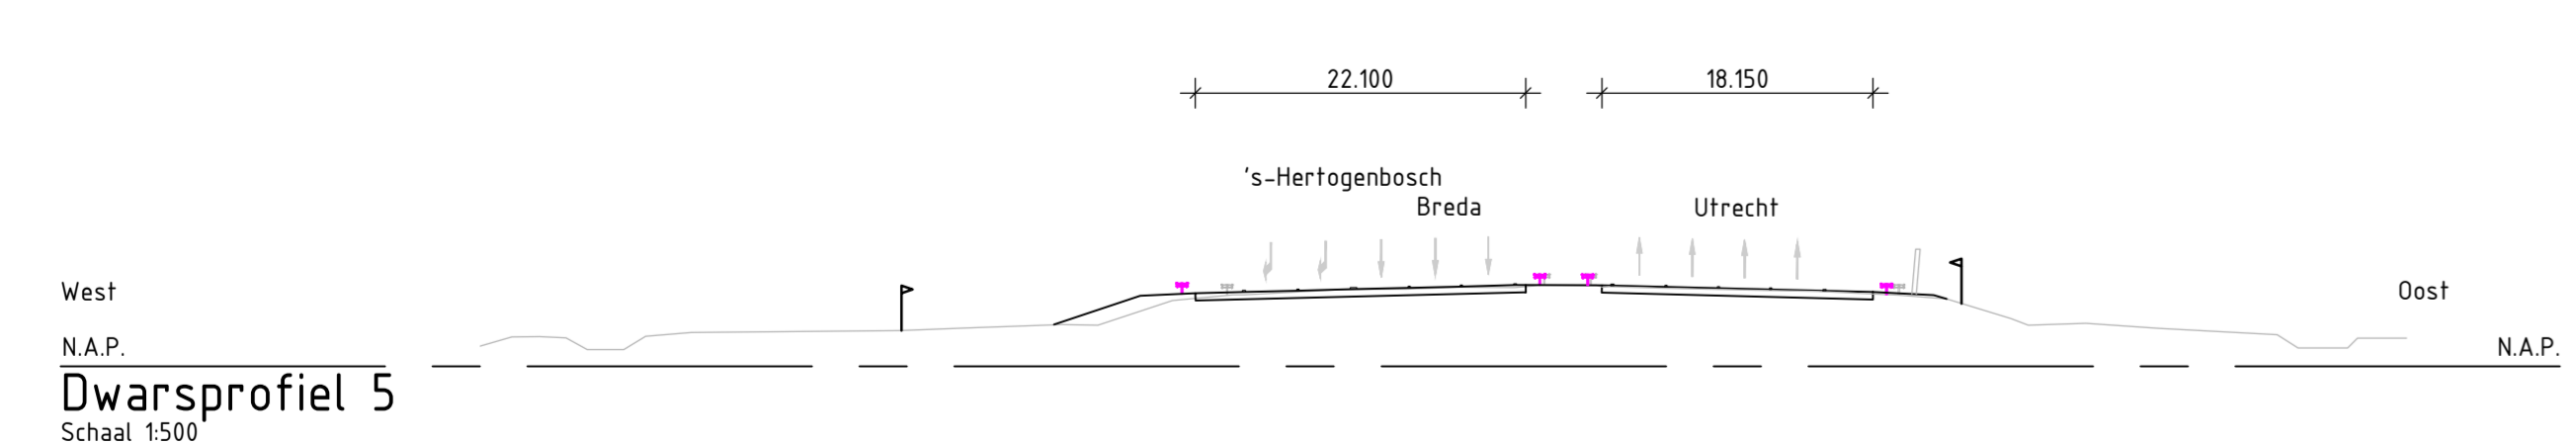 22.100
18.150
's-Hertogenbosch
Breda
Utrecht
West
Oost
N.A.P.
N.A.P.
Dwarsprofiel 5
Schaal 1:500